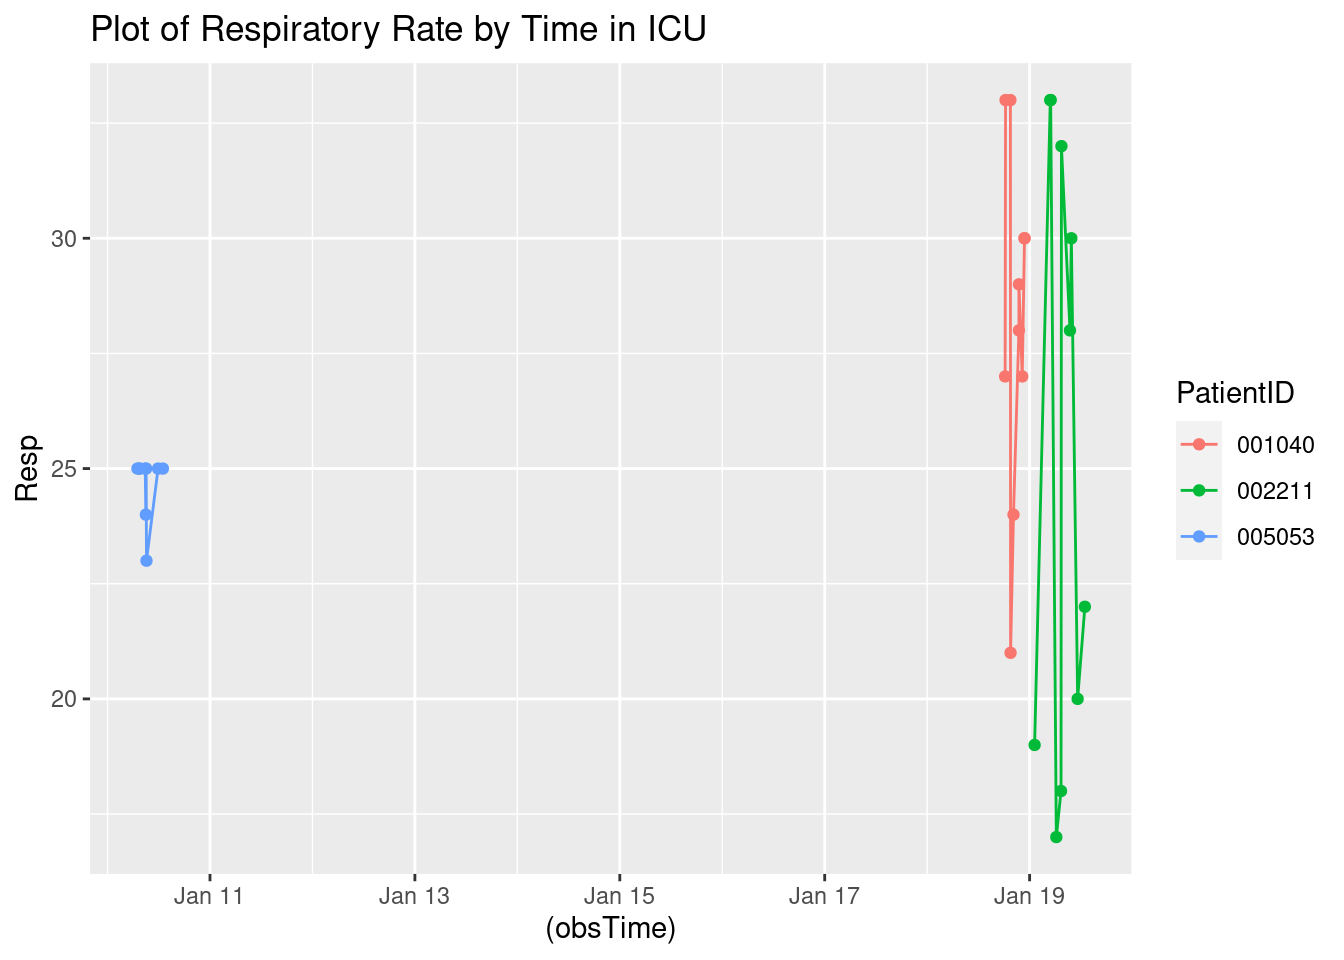 Plot of Respiratory Rate by Time in ICU
Resp
30
25
20
Jan 11
Jan 13
Jan 15
Jan 17
Jan 19
(obsTime)
PatientID
001040
002211
005053